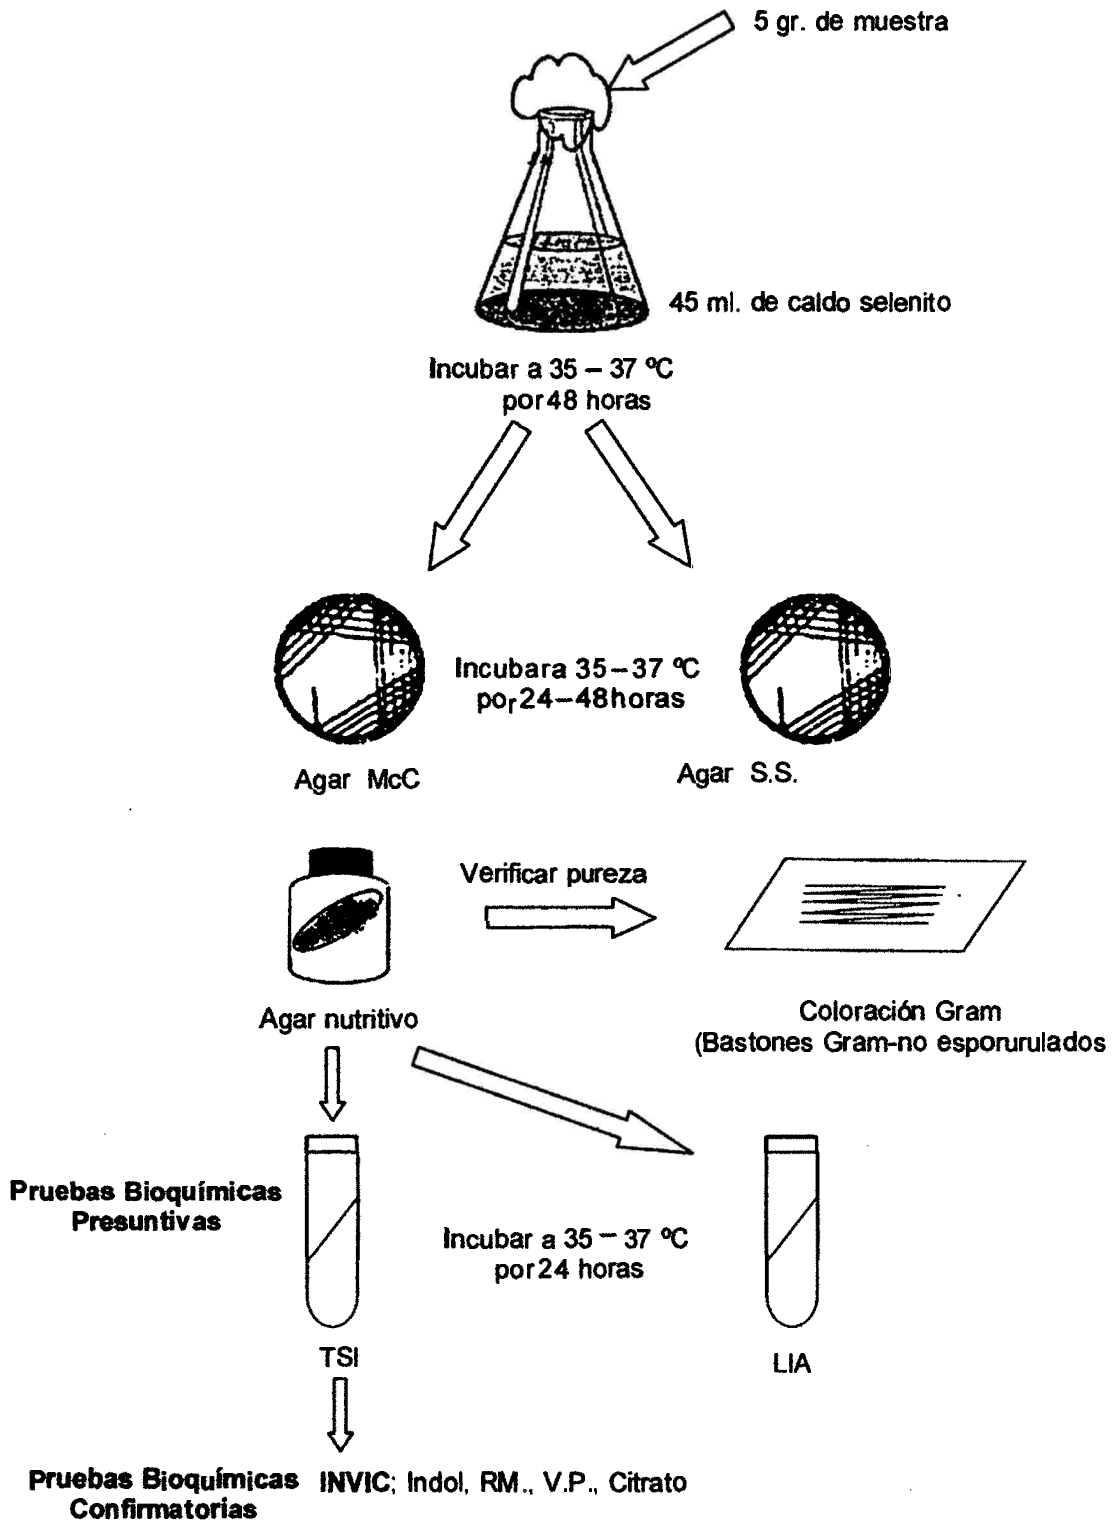 5 gr. de muestra
45 ml. de caldo selenito
Incubar a 35 – 37 ºC
por 48 horas
Incubara 35 – 37 ºC
por 24 – 48 horas
Agar McC
Agar S.S.
Verificar pureza
Agar nutritivo
Coloración Gram
(Bastones Gram-no esporurulados
Pruebas Bioquímicas
Presuntivas
Incubar a 35 – 37 ºC
por 24 horas
TSI
LIA
Pruebas Bioquímicas
Confirmatorias
INVIC; Indol, RM., V.P., Citrato